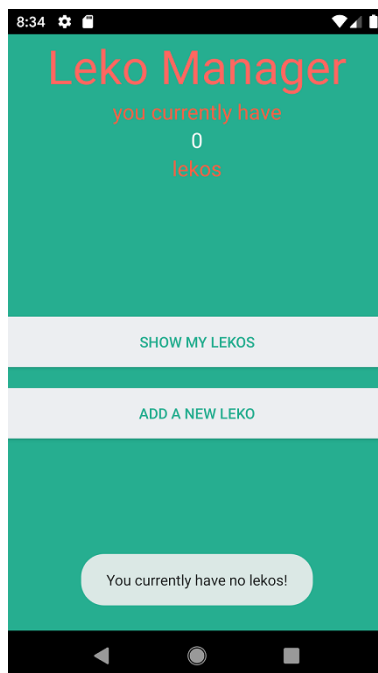 8:34
Leko Manager
you currently have
0
lekos
SHOW MY LEKOS
ADD A NEW LEKO
You currently have no lekos!